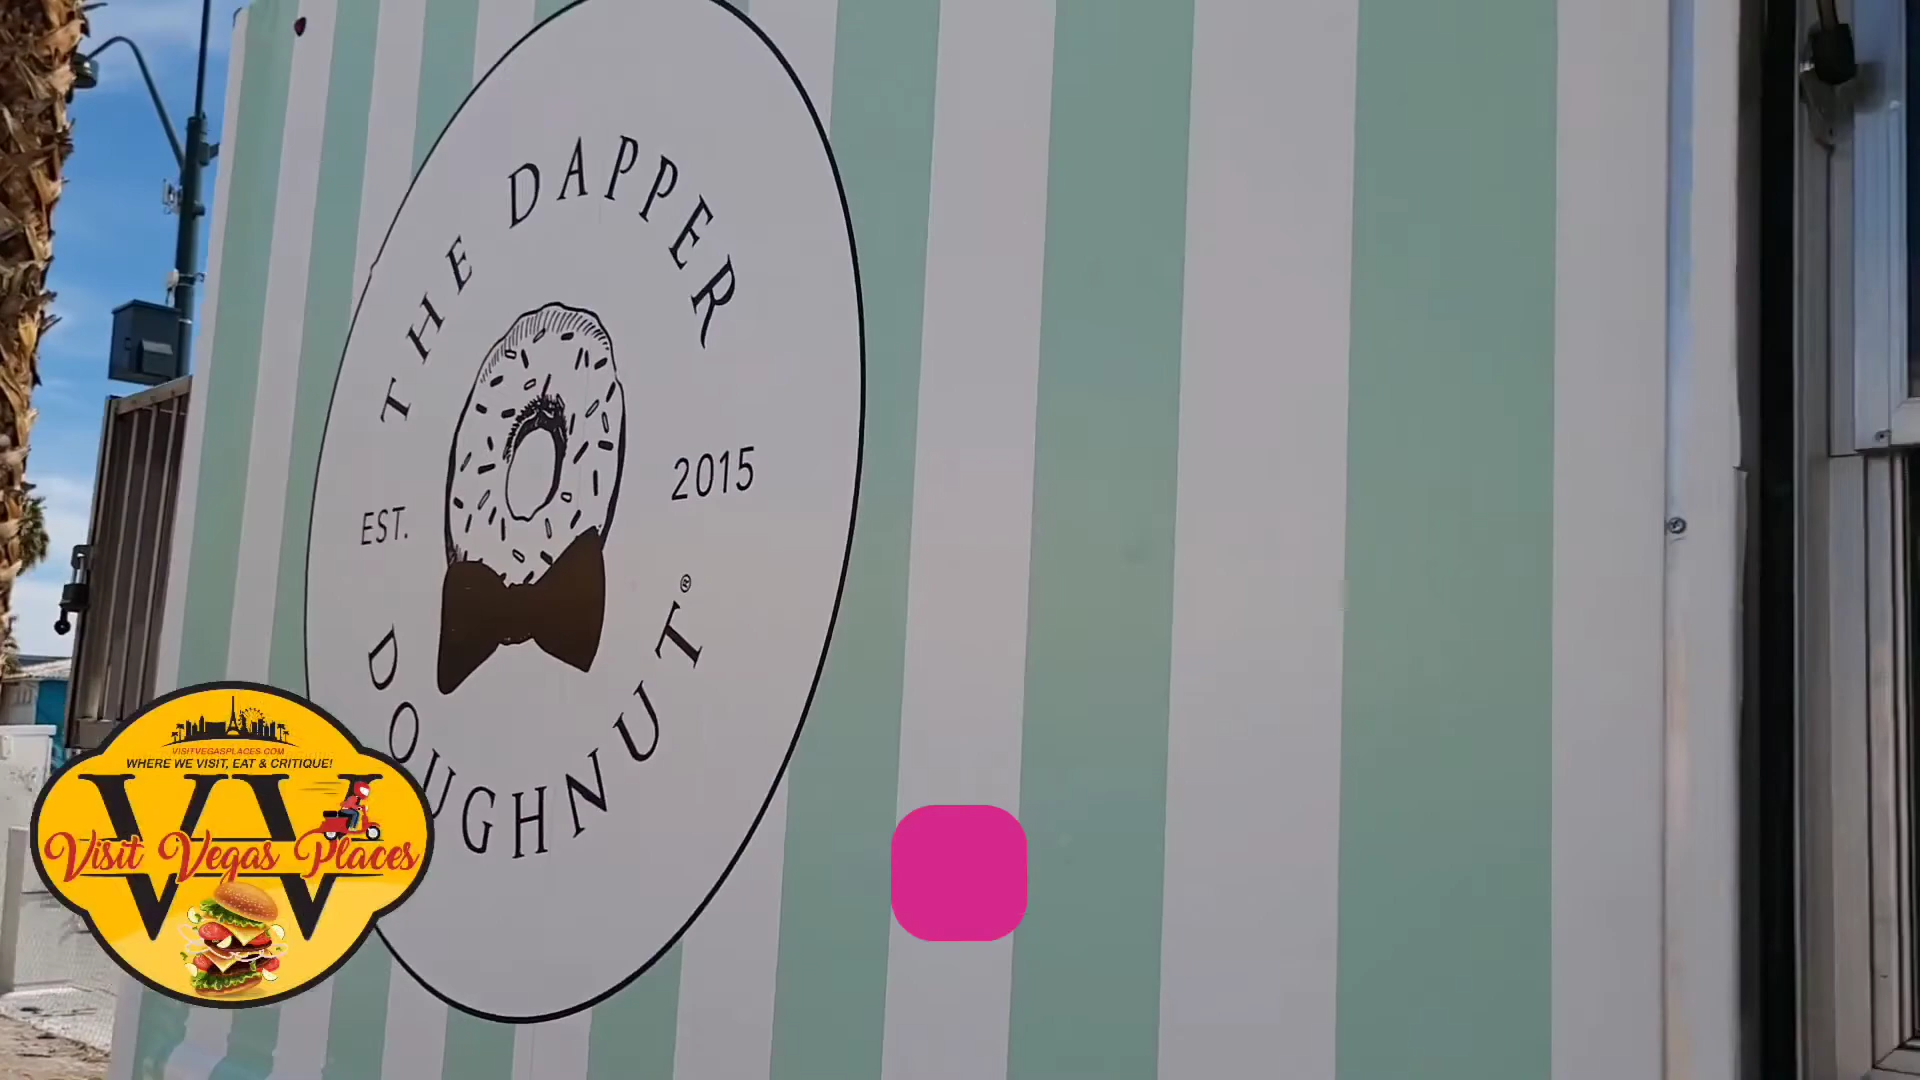 THE DAPPER
EST. 2015
DOUGHNUT®
VISITVEGASPLACES.COM
WHERE WE VISIT, EAT & CRITIQUE!
VV
Visit Vegas Places